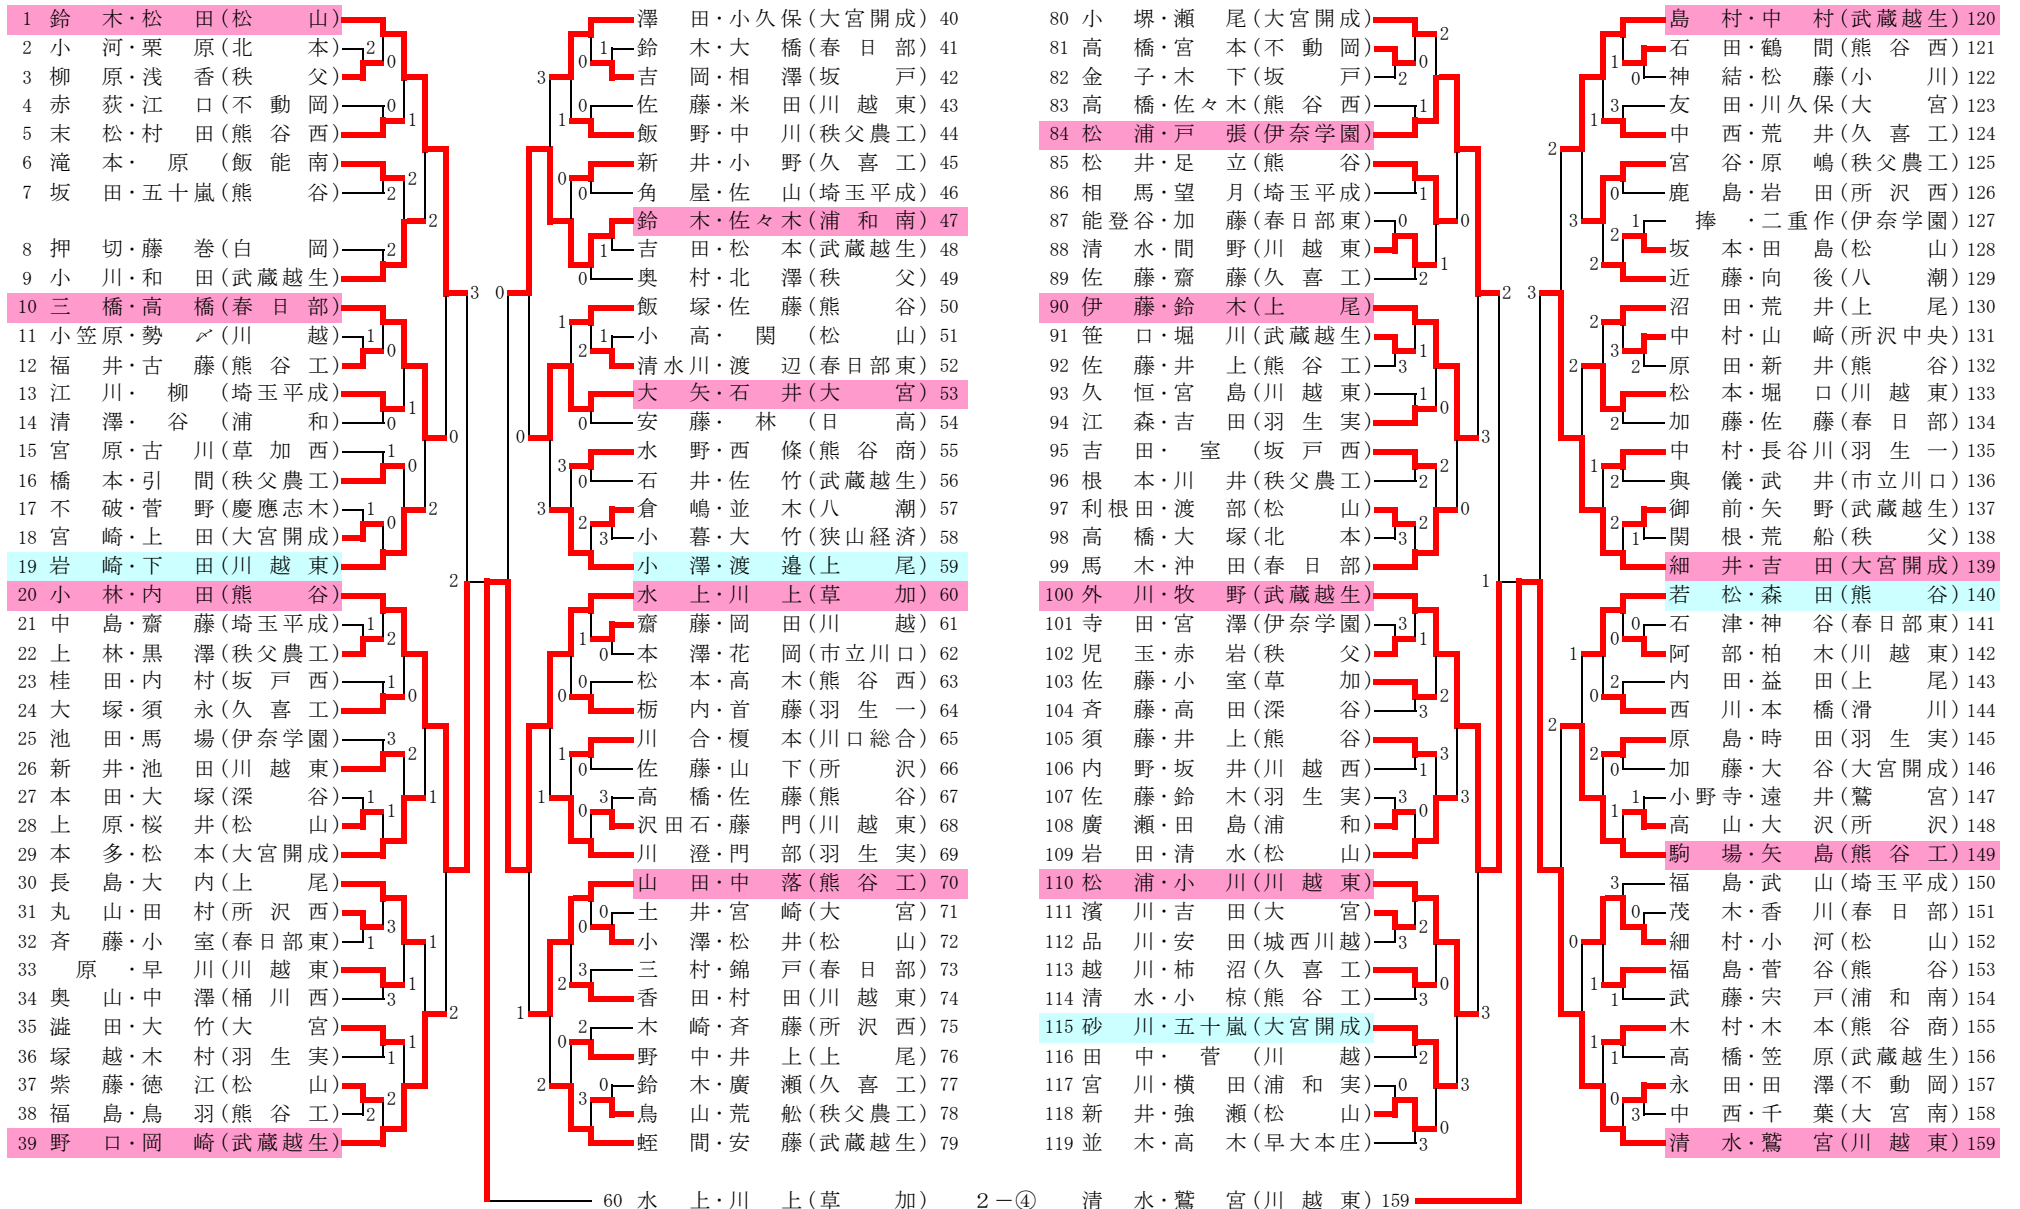 1 鈴木・松田(松山)
2 小河・栗原(北本)
3 柳原・浅香(秩父)
4 赤荻・江口(不動岡)
5 末松・村田(熊谷西)
6 滝本・原(飯能南)
7 坂田・五十嵐(熊谷)
8 押切・藤巻(白岡)
9 小川・和田(武蔵越生)
10 三橋・高橋(春日部)
11 小笠原・勢〆(川越)
12 福井・古藤(熊谷工)
13 江川・柳(埼玉平成)
14 清澤・谷(浦和)
15 宮原・古川(草加西)
16 橋本・引間(秩父農工)
17 不破・菅野(慶應志木)
18 宮崎・上田(大宮開成)
19 岩崎・下田(川越東)
20 小林・内田(熊谷)
21 中島・齋藤(埼玉平成)
22 上林・黒澤(秩父農工)
23 桂田・内村(坂戸西)
24 大塚・須永(久喜工)
25 池田・馬場(伊奈学園)
26 新井・池田(川越東)
27 本田・大塚(深谷)
28 上原・桜井(松山)
29 本多・松本(大宮開成)
30 長島・大内(上尾)
31 丸山・田村(所沢西)
32 斉藤・小室(春日部東)
33 原・早川(川越東)
34 奥山・中澤(桶川西)
35 澁田・大竹(大宮)
36 塚越・木村(羽生実)
37 柴藤・徳江(松山)
38 福島・鳥羽(熊谷工)
39 野口・岡崎(武蔵越生)
澤田・小久保(大宮開成) 40
鈴木・大橋(春日部) 41
吉岡・相澤(坂戸) 42
佐藤・米田(川越東) 43
飯野・中川(秩父農工) 44
新井・小野(久喜工) 45
角屋・佐山(埼玉平成) 46
鈴木・佐々木(浦和南) 47
吉田・松本(武蔵越生) 48
奥村・北澤(秩父) 49
飯塚・佐藤(熊谷) 50
小高・関(松山) 51
清水川・渡辺(春日部東) 52
大矢・石井(大宮) 53
安藤・林(日高) 54
水野・西條(熊谷商) 55
石井・佐竹(武蔵越生) 56
倉嶋・並木(八潮) 57
小暮・大竹(狭山経済) 58
小澤・渡邉(上尾) 59
水上・川上(草加) 60
齋藤・岡田(川越) 61
本澤・花岡(市立川口) 62
松本・高木(熊谷西) 63
栃内・首藤(羽生一) 64
川合・榎本(川口総合) 65
佐藤・山下(所沢) 66
高橋・佐藤(熊谷) 67
沢田石・藤門(川越東) 68
川澄・門部(羽生実) 69
山田・中落(熊谷工) 70
土井・宮崎(大宮) 71
小澤・松井(松山) 72
三村・錦戸(春日部) 73
香田・村田(川越東) 74
木崎・斉藤(所沢西) 75
野中・井上(上尾) 76
鈴木・廣瀬(久喜工) 77
鳥山・荒舩(秩父農工) 78
蛭間・安藤(武蔵越生) 79
80 小堺・瀬尾(大宮開成)
81 高橋・宮本(不動岡)
82 金子・木下(坂戸)
83 高橋・佐々木(熊谷西)
84 松浦・戸張(伊奈学園)
85 松井・足立(熊谷)
86 相馬・望月(埼玉平成)
87 能登谷・加藤(春日部東)
88 清水・間野(川越東)
89 佐藤・齋藤(久喜工)
90 伊藤・鈴木(上尾)
91 笹口・堀川(武蔵越生)
92 佐藤・井上(熊谷工)
93 久恒・宮島(川越東)
94 江森・吉田(羽生実)
95 吉田・室(坂戸西)
96 根本・川井(秩父農工)
97 利根田・渡部(松山)
98 高橋・大塚(北本)
99 馬木・沖田(春日部)
100 外川・牧野(武蔵越生)
101 寺田・宮澤(伊奈学園)
102 児玉・赤岩(秩父)
103 佐藤・小室(草加)
104 斉藤・高田(深谷)
105 須藤・井上(熊谷)
106 内野・坂井(川越西)
107 佐藤・鈴木(羽生実)
108 廣瀬・田島(浦和)
109 岩田・清水(松山)
110 松浦・小川(川越東)
111 濱川・吉田(大宮)
112 品川・安田(城西川越)
113 越川・柿沼(久喜工)
114 清水・小椋(熊谷工)
115 砂川・五十嵐(大宮開成)
116 田中・菅(川越)
117 宮川・横田(浦和実)
118 新井・強瀬(松山)
119 並木・高木(早大本庄)
島村・中村(武蔵越生) 120
石田・鶴間(熊谷西) 121
神結・松藤(小川) 122
友田・川久保(大宮) 123
中西・荒井(久喜工) 124
宮谷・原嶋(秩父農工) 125
鹿島・岩田(所沢西) 126
捧・二重作(伊奈学園) 127
坂本・田島(松山) 128
近藤・向後(八潮) 129
沼田・荒井(上尾) 130
中村・山﨑(所沢中央) 131
原田・新井(熊谷) 132
松本・堀口(川越東) 133
加藤・佐藤(春日部) 134
中村・長谷川(羽生一) 135
與儀・武井(市立川口) 136
御前・矢野(武蔵越生) 137
関根・荒船(秩父) 138
細井・吉田(大宮開成) 139
若松・森田(熊谷) 140
石津・神谷(春日部東) 141
阿部・柏木(川越東) 142
内田・益田(上尾) 143
西川・本橋(滑川) 144
原島・時田(羽生実) 145
加藤・大谷(大宮開成) 146
小野寺・遠井(鷲宮) 147
高山・大沢(所沢) 148
駒場・矢島(熊谷工) 149
福島・武山(埼玉平成) 150
茂木・香川(春日部) 151
細村・小河(松山) 152
福島・菅谷(熊谷) 153
武藤・宍戸(浦和南) 154
木村・木本(熊谷商) 155
高橋・笠原(武蔵越生) 156
永田・田澤(不動岡) 157
中西・千葉(大宮南) 158
清水・鷲宮(川越東) 159
60 水上・川上(草加) 2－④ 清水・鷲宮(川越東) 159